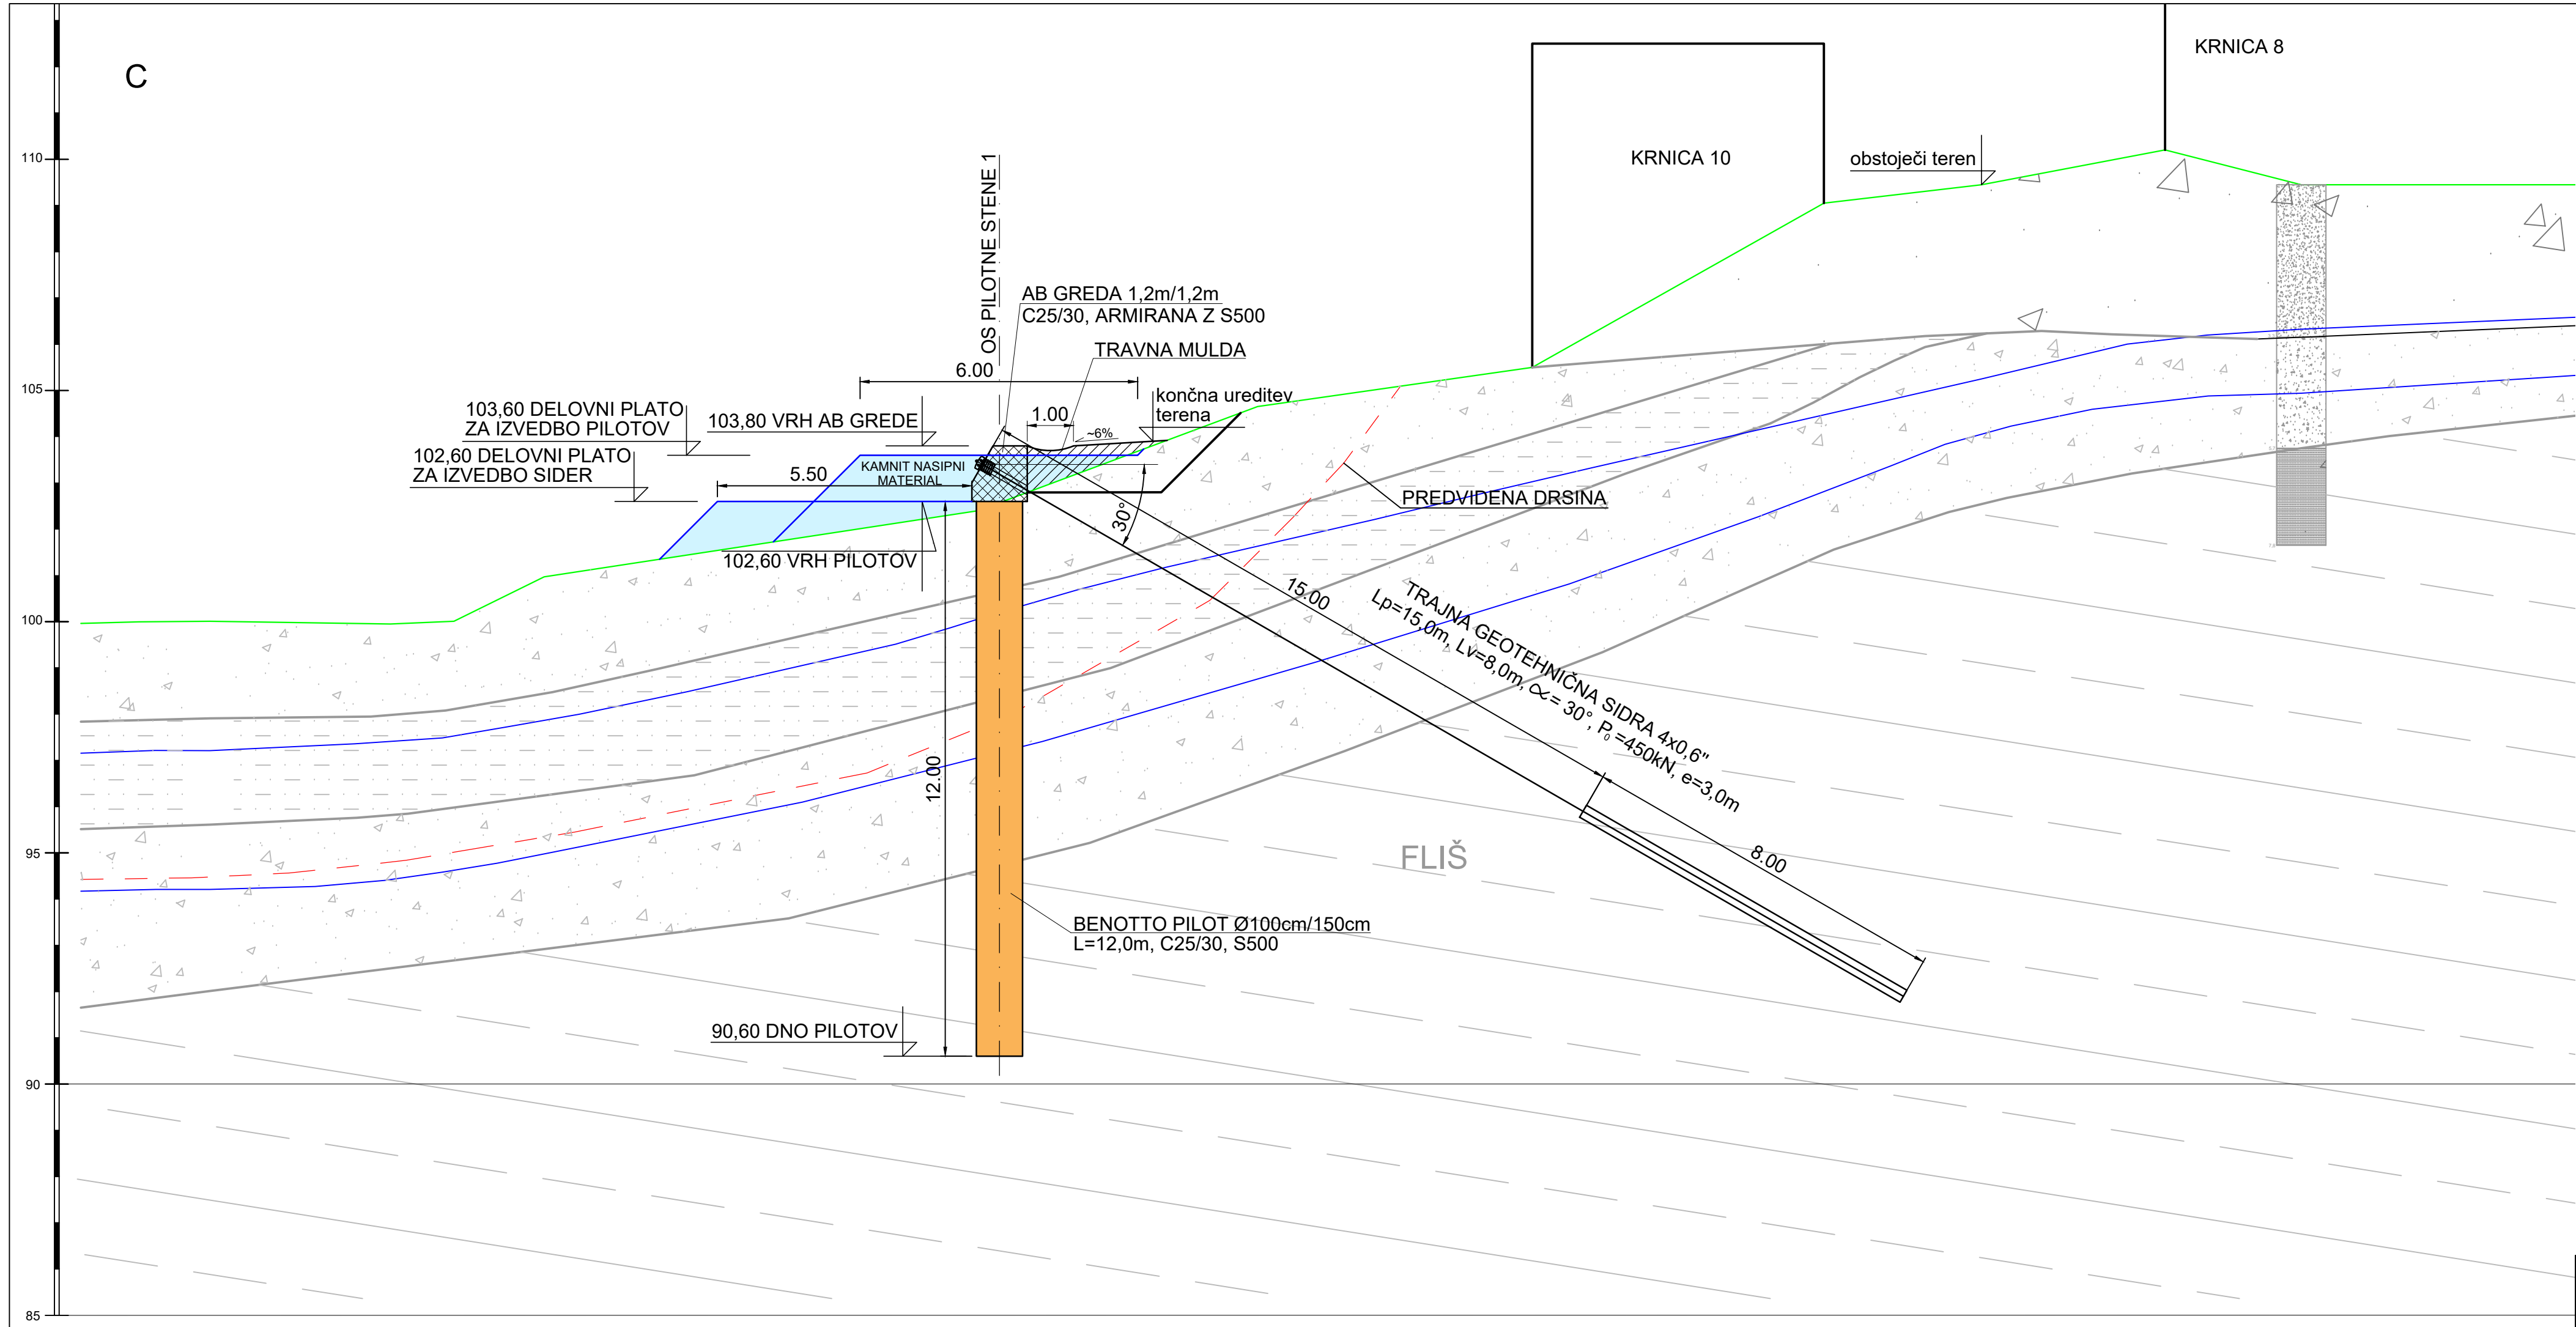 C
KRNICA 8
110
KRNICA 10
obstoječi teren
OS PILOTNE STENE 1
AB GREDA 1,2m/1,2m
C25/30, ARMIRANA Z S500
TRAVNA MULDA
6.00
105
103,60 DELOVNI PLATO
ZA IZVEDBO PILOTOV
103,80 VRH AB GREDE
1.00
končna ureditev
terena
~6%
102,60 DELOVNI PLATO
ZA IZVEDBO SIDER
5.50
KAMNIT NASIPNI
MATERIAL
PREDVIDENA DRSINA
30°
102,60 VRH PILOTOV
15.00
TRAJNA GEOTEHNIČNA SIDRA 4x0,6"
Lp=15,0m, Lv=8,0m, ∝= 30°, P₀=450kN, e=3,0m
100
12.00
95
FLIŠ
8.00
BENOTTO PILOT Ø100cm/150cm
L=12,0m, C25/30, S500
90,60 DNO PILOTOV
90
85